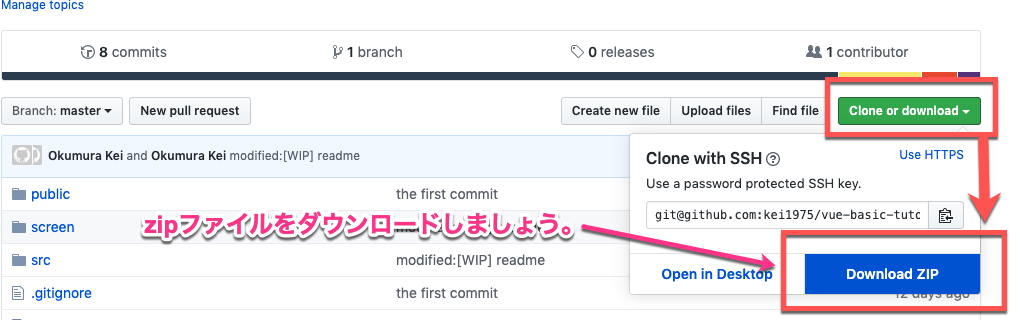 Manage topics
8 commits
1 branch
0 releases
1 contributor
Branch: master
New pull request
Create new file
Upload files
Find file
Clone or download
Okumura Kei and Okumura Kei modified:[WIP] readme
Clone with SSH
Use HTTPS
Use a password protected SSH key.
git@github.com:kei1975/vue-basic-tuto
Open in Desktop
Download ZIP
public
the first commit
screen
zipファイルをダウンロードしましょう。
src
modified:[WIP] readme
.gitignore
the first commit
12 days ago